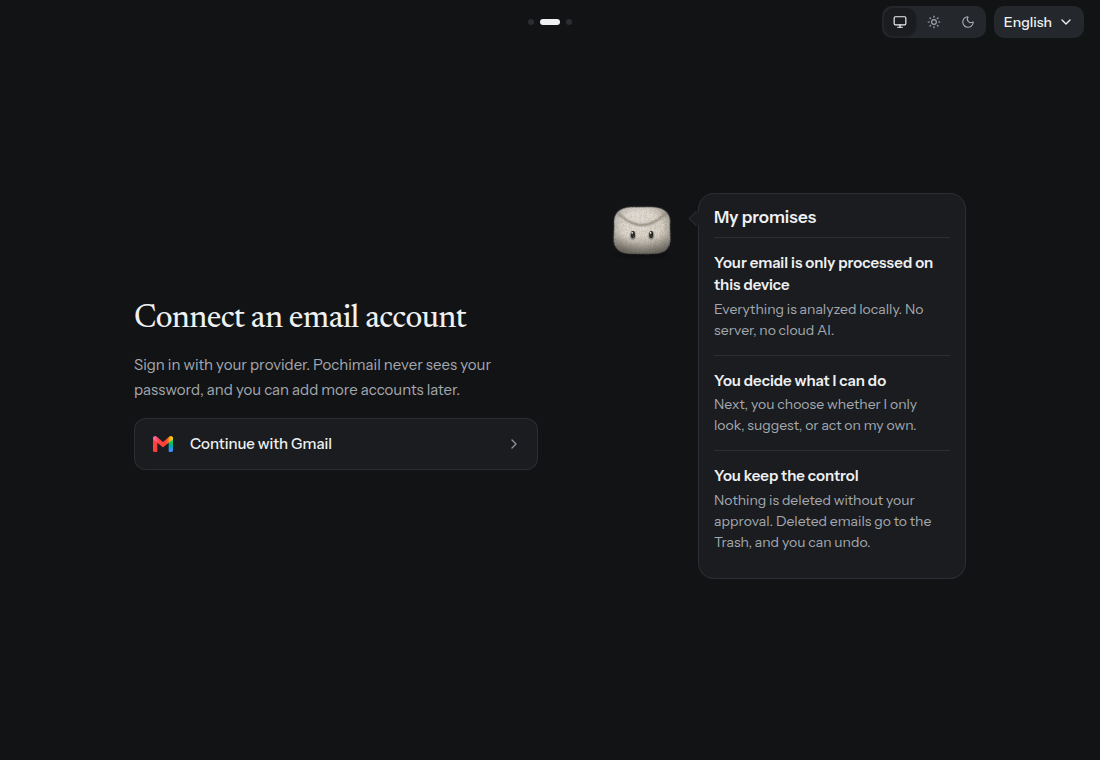 English
Connect an email account
Sign in with your provider. Pochimail never sees your
password, and you can add more accounts later.
Continue with Gmail
My promises
Your email is only processed on
this device
Everything is analyzed locally. No
server, no cloud AI.
You decide what I can do
Next, you choose whether I only
look, suggest, or act on my own.
You keep the control
Nothing is deleted without your
approval. Deleted emails go to the
Trash, and you can undo.